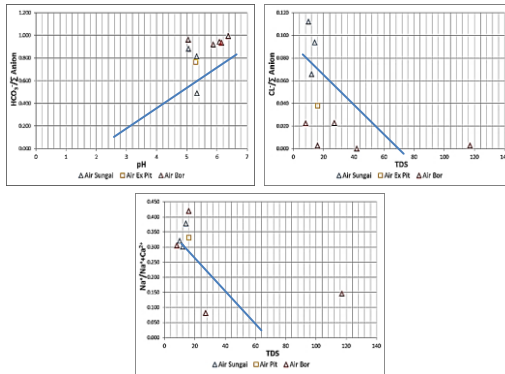 HCO₃⁻/Σ Anion
1.200
1.000
0.800
0.600
0.400
0.200
0.000
0 1 2 3 4 5 6 7
pH
Air Sungai Air Ex Pit Air Bor
Cl⁻/Σ Anion
0.120
0.100
0.080
0.060
0.040
0.020
0.000
0 20 40 60 80 100 120 140
TDS
Air Sungai Air Ex Pit Air Bor
Na⁺/Na⁺+Ca²⁺
0.450
0.400
0.350
0.300
0.250
0.200
0.150
0.100
0.050
0.000
0 20 40 60 80 100 120 140
TDS
Air Sungai Air Pit Air Bor